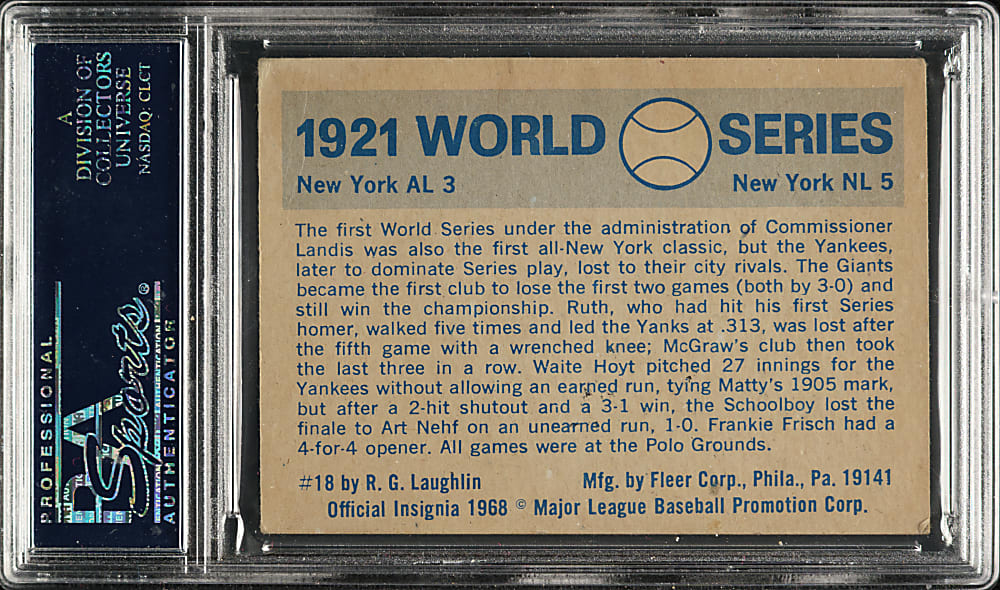 A
DIVISION OF
COLLECTORS
UNIVERSE
NASDAQ: CLCT
PROFESSIONAL
PSA
Sports®
AUTHENTICATOR
1921 WORLD SERIES
New York AL 3 New York NL 5
The first World Series under the administration of Commissioner
Landis was also the first all-New York classic, but the Yankees,
later to dominate Series play, lost to their city rivals. The Giants
became the first club to lose the first two games (both by 3-0) and
still win the championship. Ruth, who had hit his first Series
homer, walked five times and led the Yanks at .313, was lost after
the fifth game with a wrenched knee; McGraw's club then took
the last three in a row. Waite Hoyt pitched 27 innings for the
Yankees without allowing an earned run, tying Matty's 1905 mark,
but after a 2-hit shutout and a 3-1 win, the Schoolboy lost the
finale to Art Nehf on an unearned run, 1-0. Frankie Frisch had a
4-for-4 opener. All games were at the Polo Grounds.
#18 by R. G. Laughlin Mfg. by Fleer Corp., Phila., Pa. 19141
Official Insignia 1968 © Major League Baseball Promotion Corp.